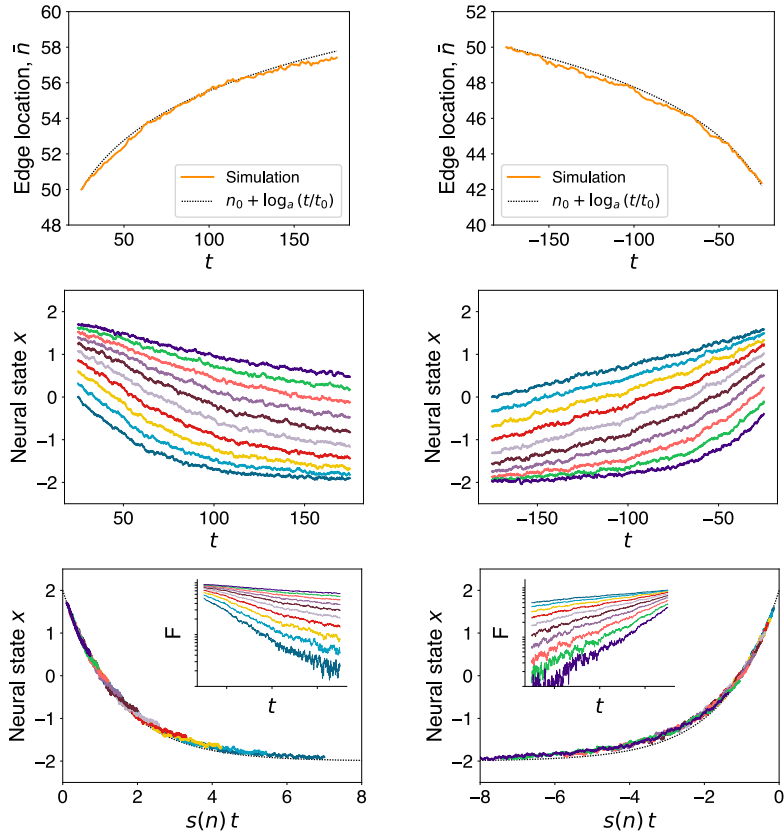 Edge location, n̄
60
58
56
54
52
50
48
50
100
150
t
Simulation
n₀ + logₐ (t/t₀)
Edge location, n̄
52
50
48
46
44
42
40
−150
−100
−50
t
Simulation
n₀ + logₐ (t/t₀)
Neural state x
2
1
0
−1
−2
50
100
150
t
Neural state x
2
1
0
−1
−2
−150
−100
−50
t
Neural state x
2
1
0
−1
−2
0
2
4
6
8
s(n) t
F
t
Neural state x
2
1
0
−1
−2
−8
−6
−4
−2
0
s(n) t
F
t